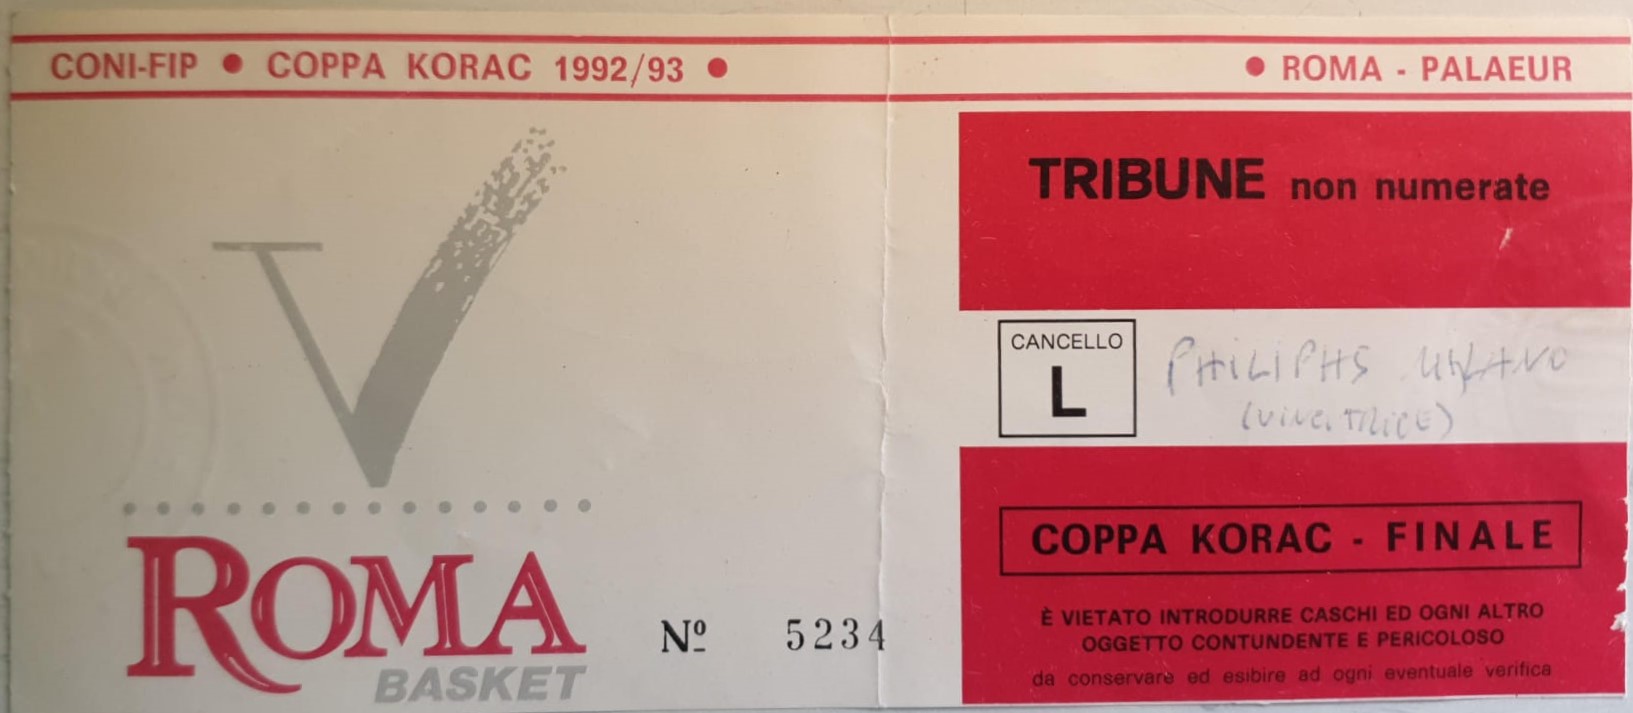 CONI-FIP • COPPA KORAC 1992/93 • • ROMA - PALAEUR
TRIBUNE non numerate
CANCELLO
L
PHILIPHS MILANO
(VINCITRICE)
V
ROMA
BASKET
Nº 5234
COPPA KORAC - FINALE
È VIETATO INTRODURRE CASCHI ED OGNI ALTRO
OGGETTO CONTUNDENTE E PERICOLOSO
da conservare ed esibire ad ogni eventuale verifica